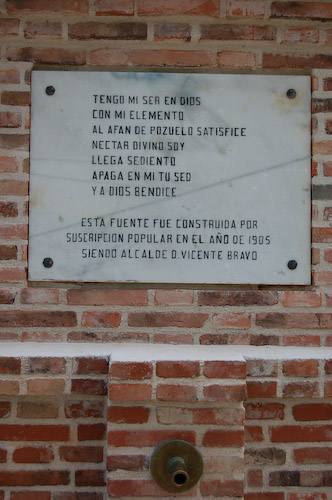 TENGO MI SER EN DIOS
CON MI ELEMENTO
AL AFAN DE POZUELO SATISFICE
NECTAR DIVINO SOY
LLEGA SEDIENTO
APAGA EN MI TU SED
Y A DIOS BENDICE
ESTA FUENTE FUE CONSTRUIDA POR
SUSCRIPCION POPULAR EN EL AÑO DE 1905
SIENDO ALCALDE D. VICENTE BRAVO